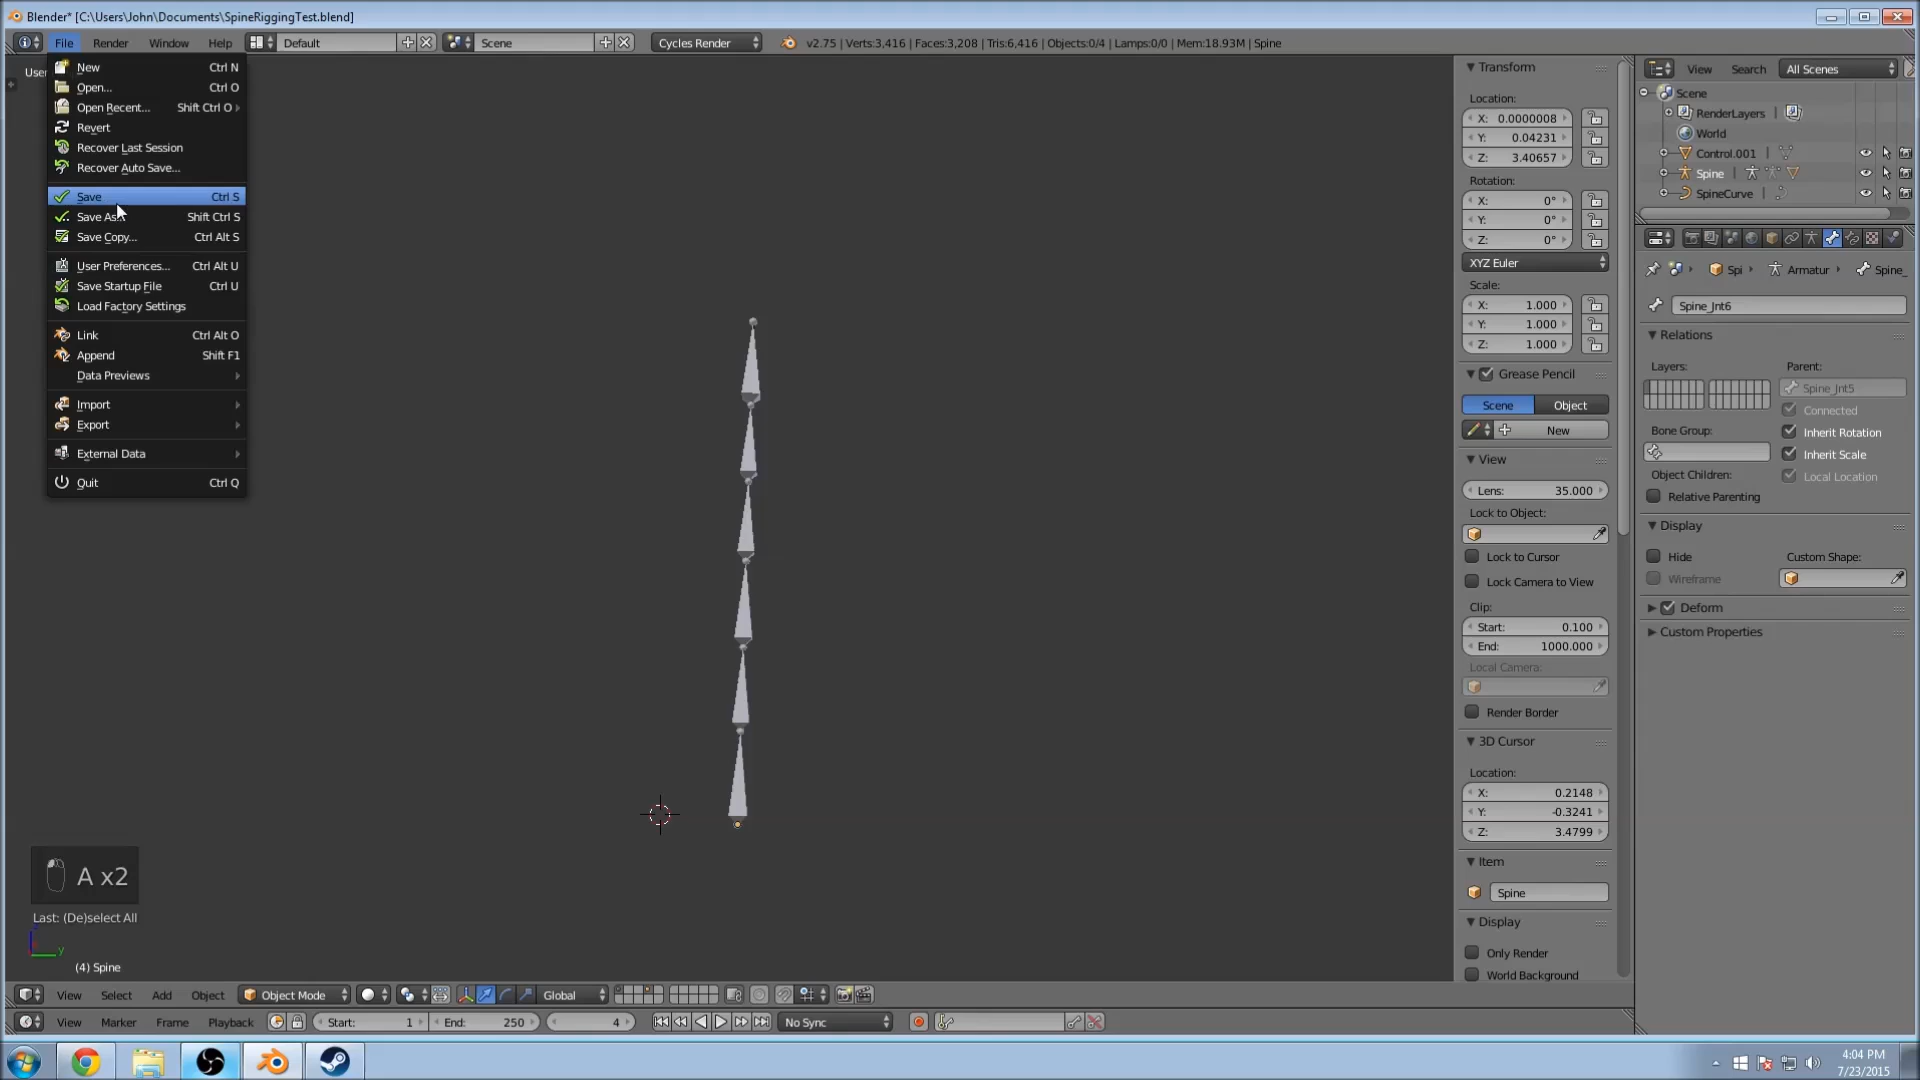 Blender* [C:\Users\John\Documents\SpineRiggingTest.blend]
File Render Window Help Default Scene Cycles Render v2.75 | Verts:3,416 | Faces:3,208 | Tris:6,416 | Objects:0/4 | Lamps:0/0 | Mem:18.93M | Spine
User
New Ctrl N
Open... Ctrl O
Open Recent... Shift Ctrl O
Revert
Recover Last Session
Recover Auto Save...
Save Ctrl S
Save As... Shift Ctrl S
Save Copy... Ctrl Alt S
User Preferences... Ctrl Alt U
Save Startup File Ctrl U
Load Factory Settings
Link Ctrl Alt O
Append Shift F1
Data Previews
Import
Export
External Data
Quit Ctrl Q
A x2
Last: (De)select All
y
(4) Spine
Transform
Location:
X: 0.0000008
Y: 0.04231
Z: 3.40657
Rotation:
X: 0°
Y: 0°
Z: 0°
XYZ Euler
Scale:
X: 1.000
Y: 1.000
Z: 1.000
Grease Pencil
Scene Object
New
View
Lens: 35.000
Lock to Object:
Lock to Cursor
Lock Camera to View
Clip:
Start: 0.100
End: 1000.000
Local Camera:
Render Border
3D Cursor
Location:
X: 0.2148
Y: -0.3241
Z: 3.4799
Item
Spine
Display
Only Render
World Background
View Search All Scenes
Scene
RenderLayers
World
Control.001
Spine
SpineCurve
Spi Armatur Spine_
Spine_Jnt6
Relations
Layers: Parent:
Spine_Jnt5
Connected
Bone Group: Inherit Rotation
Inherit Scale
Object Children: Local Location
Relative Parenting
Display
Hide Custom Shape:
Wireframe
Deform
Custom Properties
View Select Add Object Object Mode Global
View Marker Frame Playback Start: 1 End: 250 4 No Sync
4:04 PM
7/23/2015